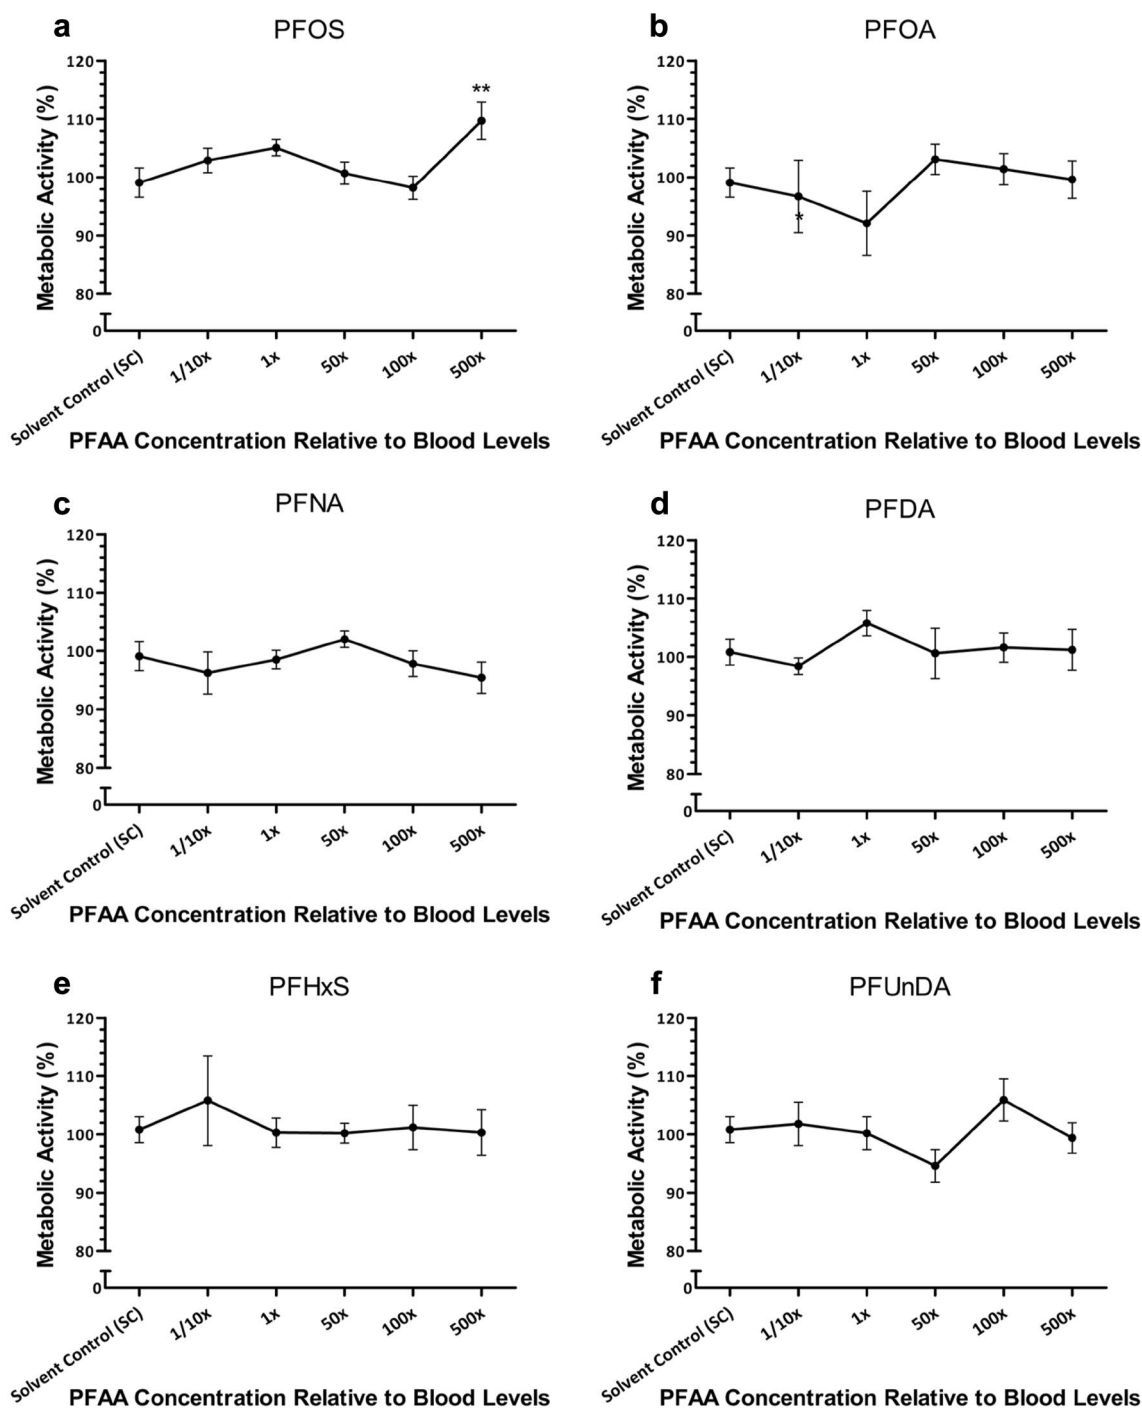 a
PFOS
Metabolic Activity (%)
120
110
**
100
90
80
0
Solvent Control (SC)
1/10x
1x
50x
100x
500x
PFAA Concentration Relative to Blood Levels
b
PFOA
Metabolic Activity (%)
120
110
100
*
90
80
0
Solvent Control (SC)
1/10x
1x
50x
100x
500x
PFAA Concentration Relative to Blood Levels
c
PFNA
Metabolic Activity (%)
120
110
100
90
80
0
Solvent Control (SC)
1/10x
1x
50x
100x
500x
PFAA Concentration Relative to Blood Levels
d
PFDA
Metabolic Activity (%)
120
110
100
90
80
0
Solvent Control (SC)
1/10x
1x
50x
100x
500x
PFAA Concentration Relative to Blood Levels
e
PFHxS
Metabolic Activity (%)
120
110
100
90
80
0
Solvent Control (SC)
1/10x
1x
50x
100x
500x
PFAA Concentration Relative to Blood Levels
f
PFUnDA
Metabolic Activity (%)
120
110
100
90
80
0
Solvent Control (SC)
1/10x
1x
50x
100x
500x
PFAA Concentration Relative to Blood Levels